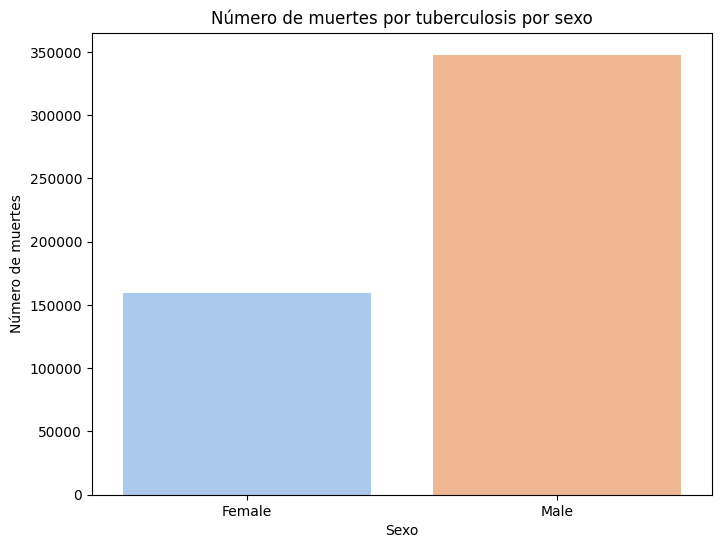 Número de muertes por tuberculosis por sexo
350000
300000
250000
200000
150000
100000
50000
0
Número de muertes
Female
Male
Sexo